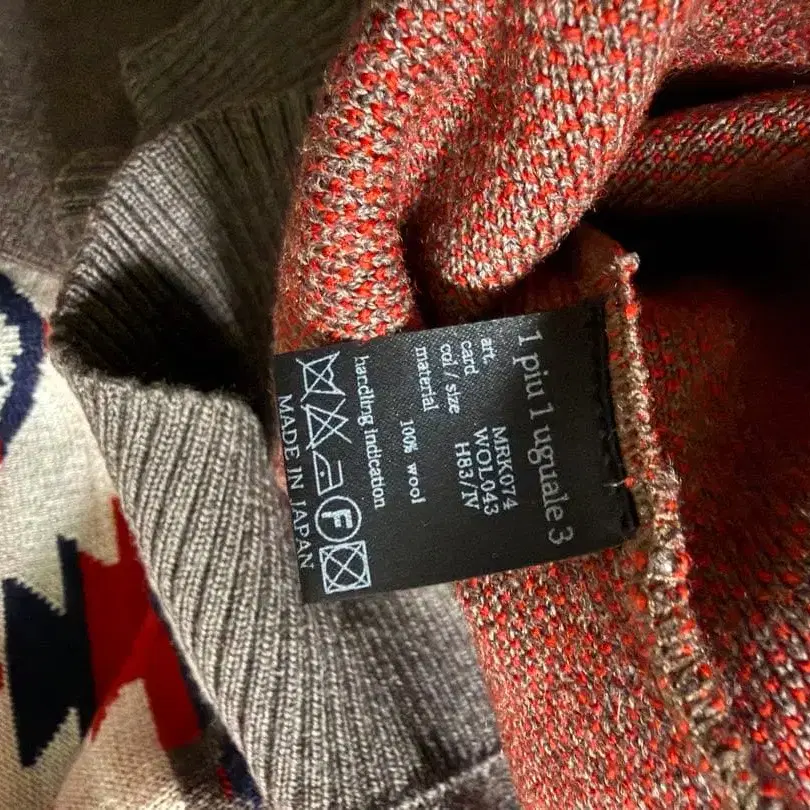 1 piu 1 uguale 3
art. MRK074
card WOL043
col / size H83/IV
material
100% wool
handling indication
F
MADE IN JAPAN